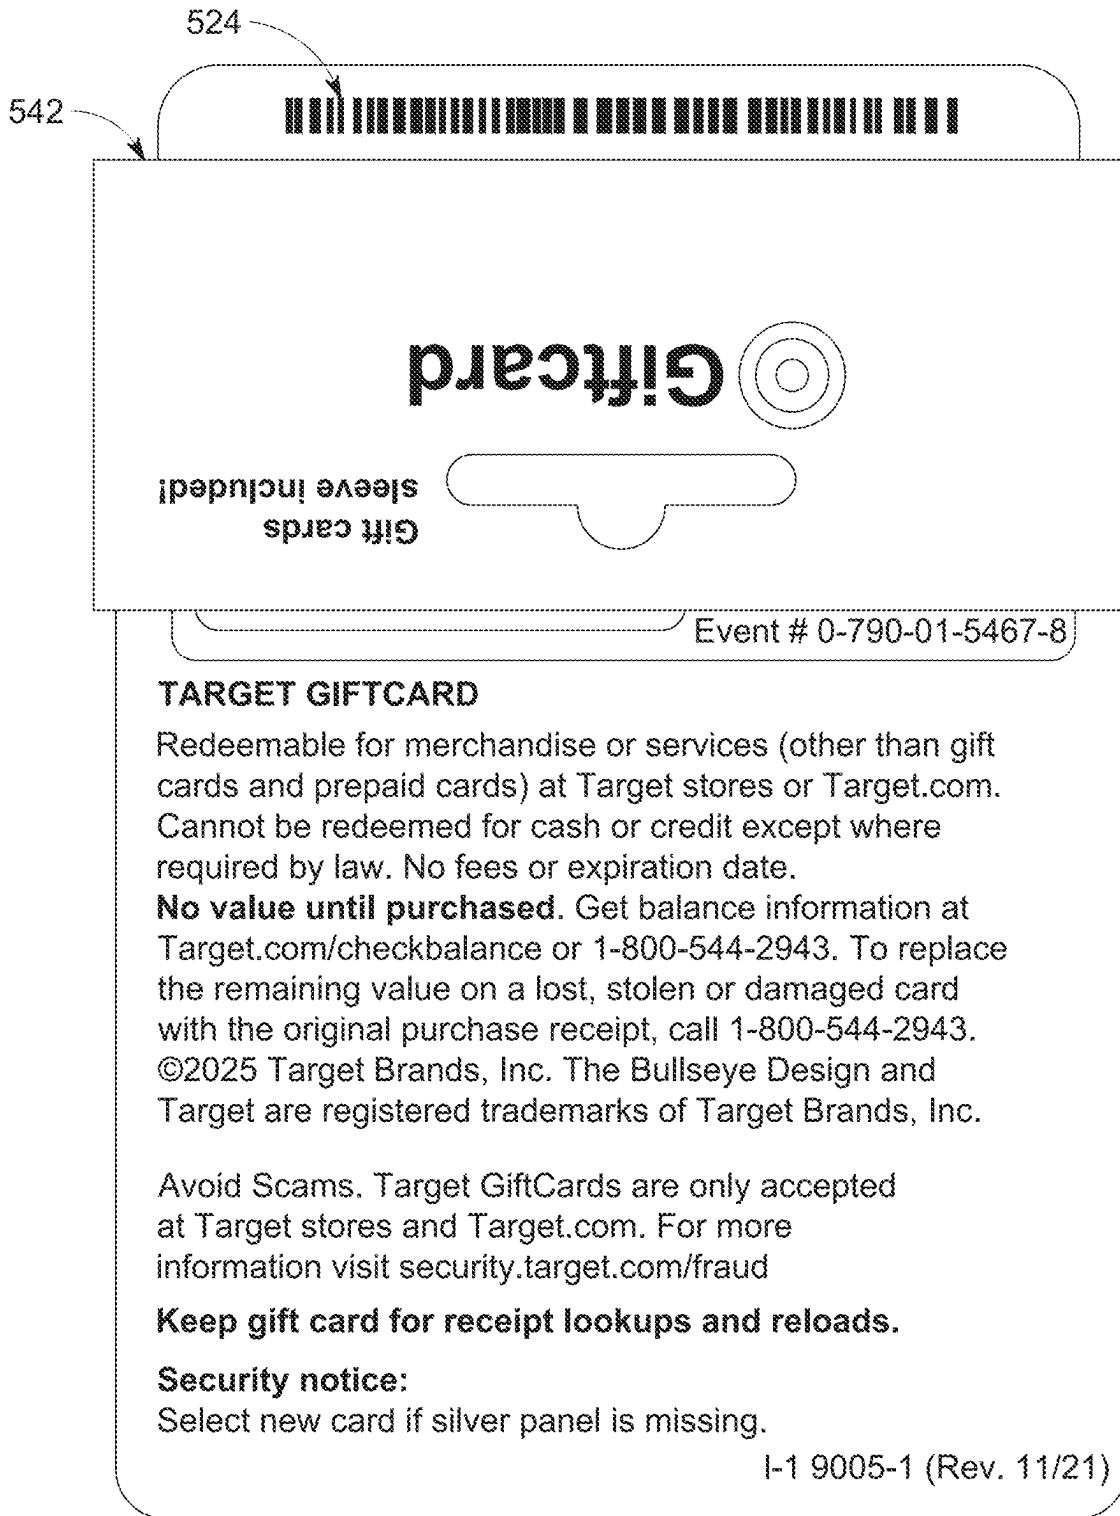 524
542
Giftcard
Gift cards
sleeve included!
Event # 0-790-01-5467-8
TARGET GIFTCARD
Redeemable for merchandise or services (other than gift
cards and prepaid cards) at Target stores or Target.com.
Cannot be redeemed for cash or credit except where
required by law. No fees or expiration date.
No value until purchased. Get balance information at
Target.com/checkbalance or 1-800-544-2943. To replace
the remaining value on a lost, stolen or damaged card
with the original purchase receipt, call 1-800-544-2943.
©2025 Target Brands, Inc. The Bullseye Design and
Target are registered trademarks of Target Brands, Inc.
Avoid Scams. Target GiftCards are only accepted
at Target stores and Target.com. For more
information visit security.target.com/fraud
Keep gift card for receipt lookups and reloads.
Security notice:
Select new card if silver panel is missing.
I-1 9005-1 (Rev. 11/21)